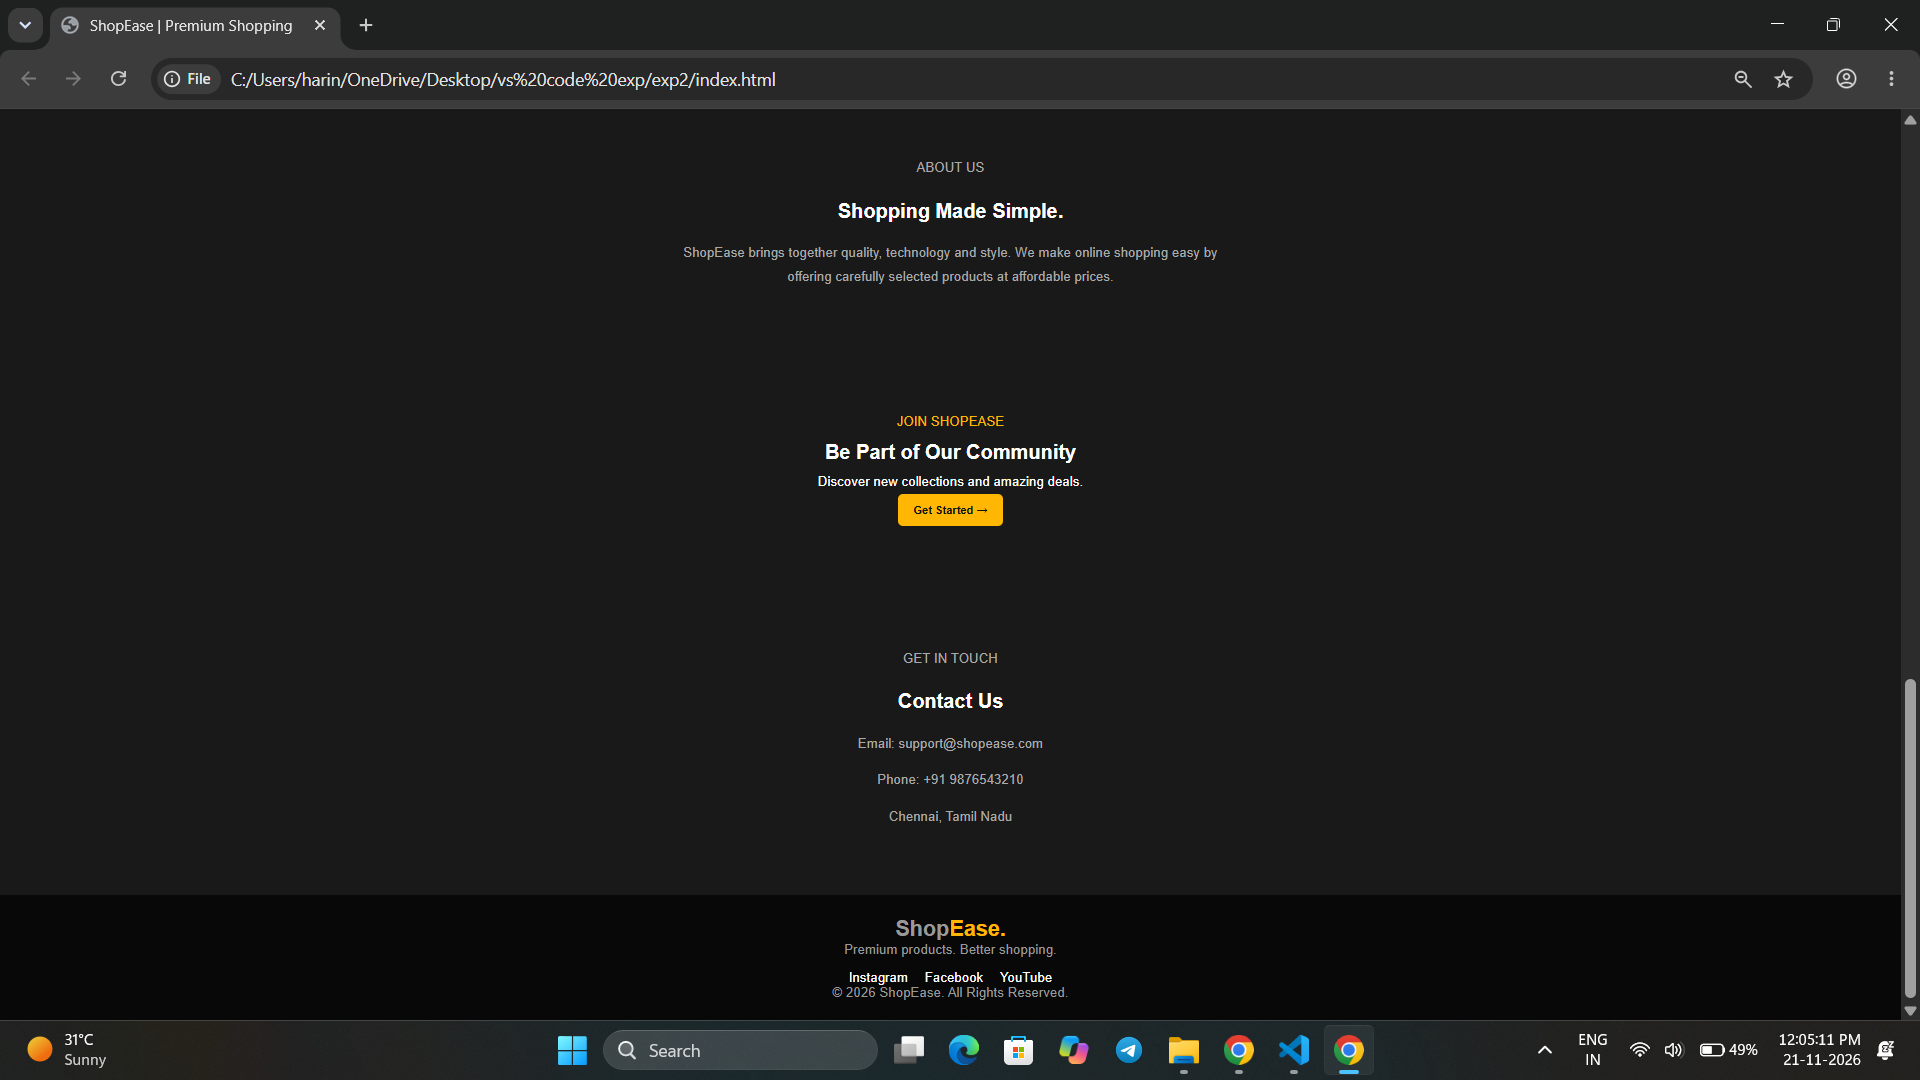 ShopEase | Premium Shopping
File
C:/Users/harin/OneDrive/Desktop/vs%20code%20exp/exp2/index.html
ABOUT US
Shopping Made Simple.
ShopEase brings together quality, technology and style. We make online shopping easy by
offering carefully selected products at affordable prices.
JOIN SHOPEASE
Be Part of Our Community
Discover new collections and amazing deals.
Get Started →
GET IN TOUCH
Contact Us
Email: support@shopease.com
Phone: +91 9876543210
Chennai, Tamil Nadu
ShopEase.
Premium products. Better shopping.
Instagram Facebook YouTube
© 2026 ShopEase. All Rights Reserved.
31°C
Sunny
Search
ENG
IN
49%
12:05:11 PM
21-11-2026